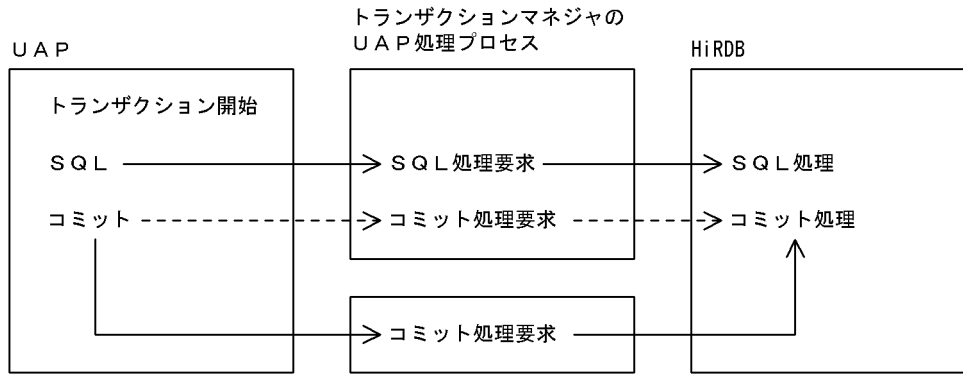 トランザクションマネジャの
UAP処理プロセス
UAP
HiRDB
トランザクション開始
SQL
SQL処理要求
SQL処理
コミット
コミット処理要求
コミット処理
コミット処理要求